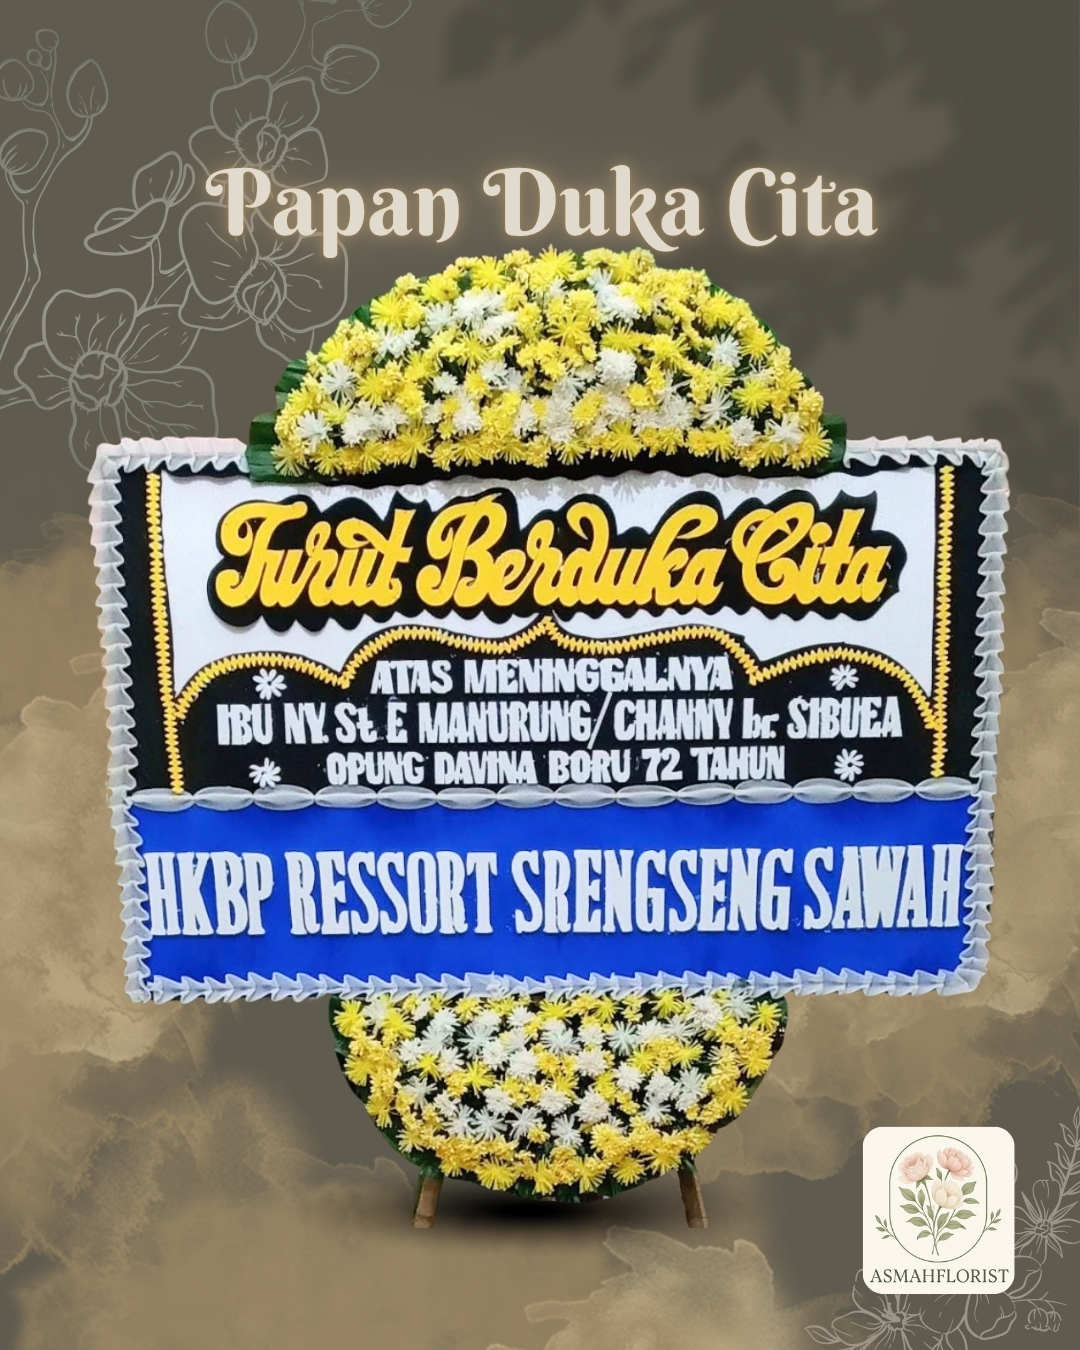 Papan Duka Cita
Turut Berduka Cita
ATAS MENINGGALNYA
IBU NY. St. E MANURUNG/CHANNY br. SIBUEA
OPUNG DAVINA BORU 72 TAHUN
HKBP RESSORT SRENGSENG SAWAH
ASMAHFLORIST